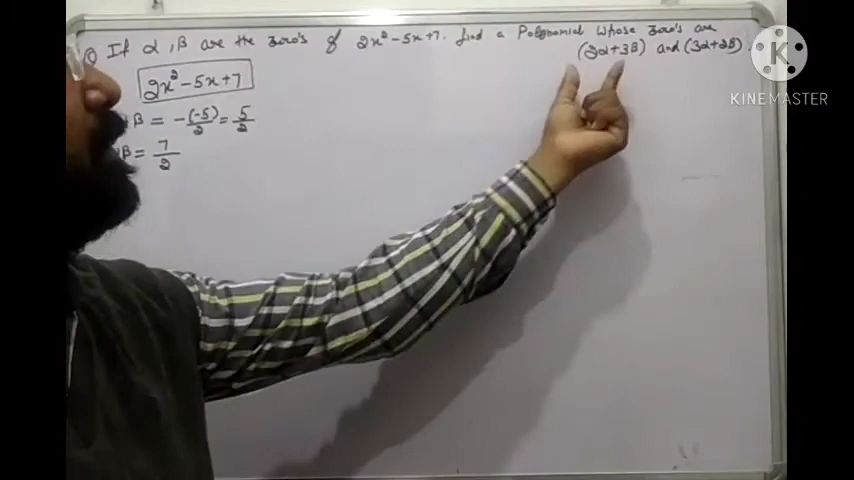 Q If α, β are the zero's of 2x² - 5x + 7. find a Polynomial whose zero's are
(2α+3β) and (3α+2β)
2x² - 5x + 7
β = -(-5)/2 = 5/2
β = 7/2
KINEMASTER